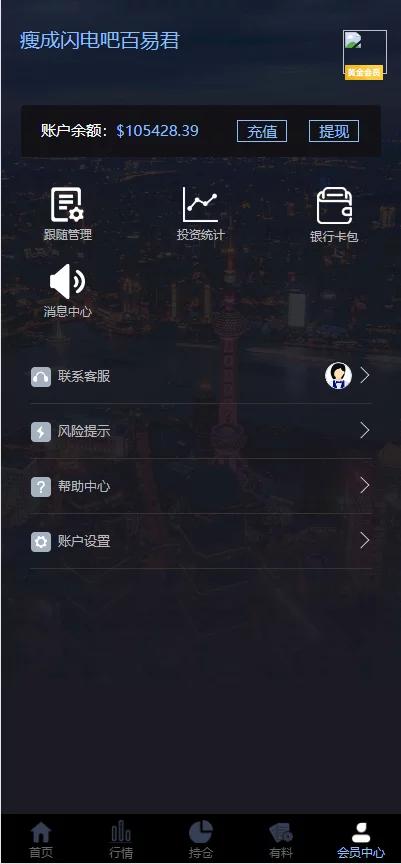 瘦成闪电吧百易君
黄金会员
账户余额：$105428.39 充值 提现
跟随管理 投资统计 银行卡包
消息中心
联系客服
风险提示
帮助中心
账户设置
首页 行情 持仓 有料 会员中心